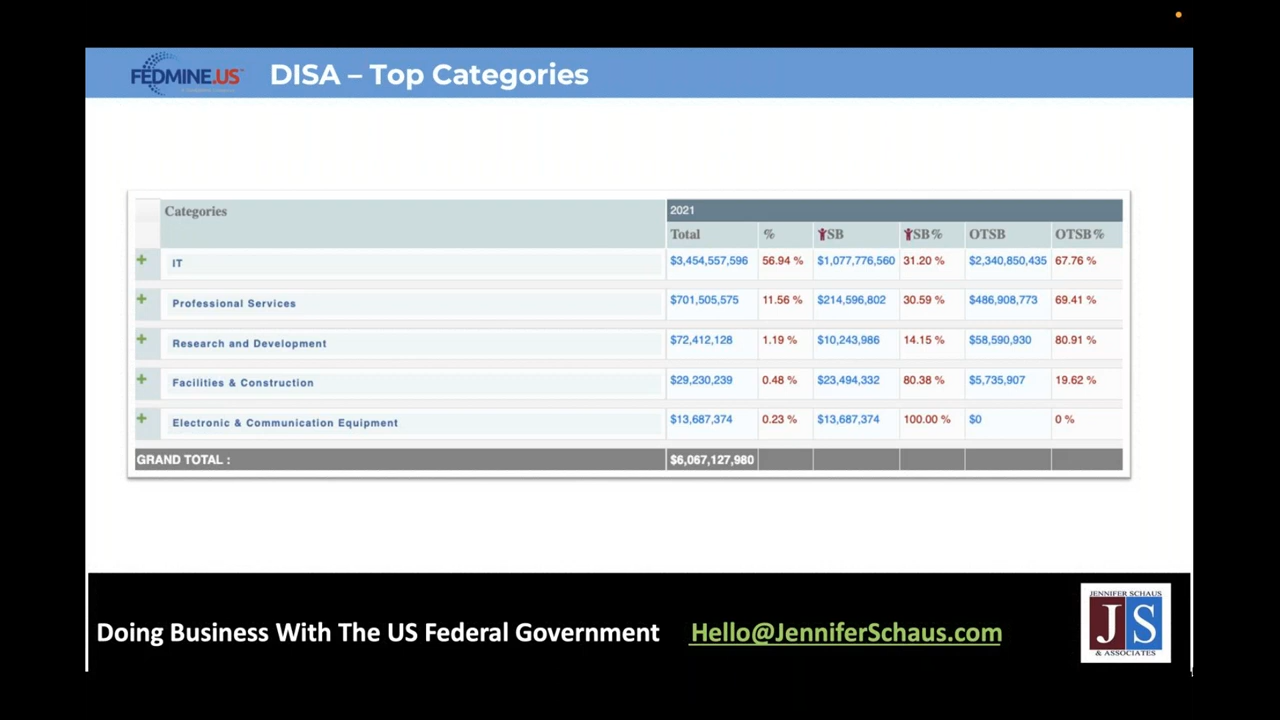 FEDMINE.US
DISA – Top Categories
Categories 2021
Total % SB SB% OTSB OTSB%
IT $3,454,557,596 56.94 % $1,077,776,560 31.20 % $2,340,850,435 67.76 %
Professional Services $701,505,575 11.56 % $214,596,802 30.59 % $486,908,773 69.41 %
Research and Development $72,412,128 1.19 % $10,243,986 14.15 % $58,590,930 80.91 %
Facilities & Construction $29,230,239 0.48 % $23,494,332 80.38 % $5,735,907 19.62 %
Electronic & Communication Equipment $13,687,374 0.23 % $13,687,374 100.00 % $0 0 %
GRAND TOTAL : $6,067,127,980
Doing Business With The US Federal Government Hello@JenniferSchaus.com
JENNIFER SCHAUS
JS
& ASSOCIATES